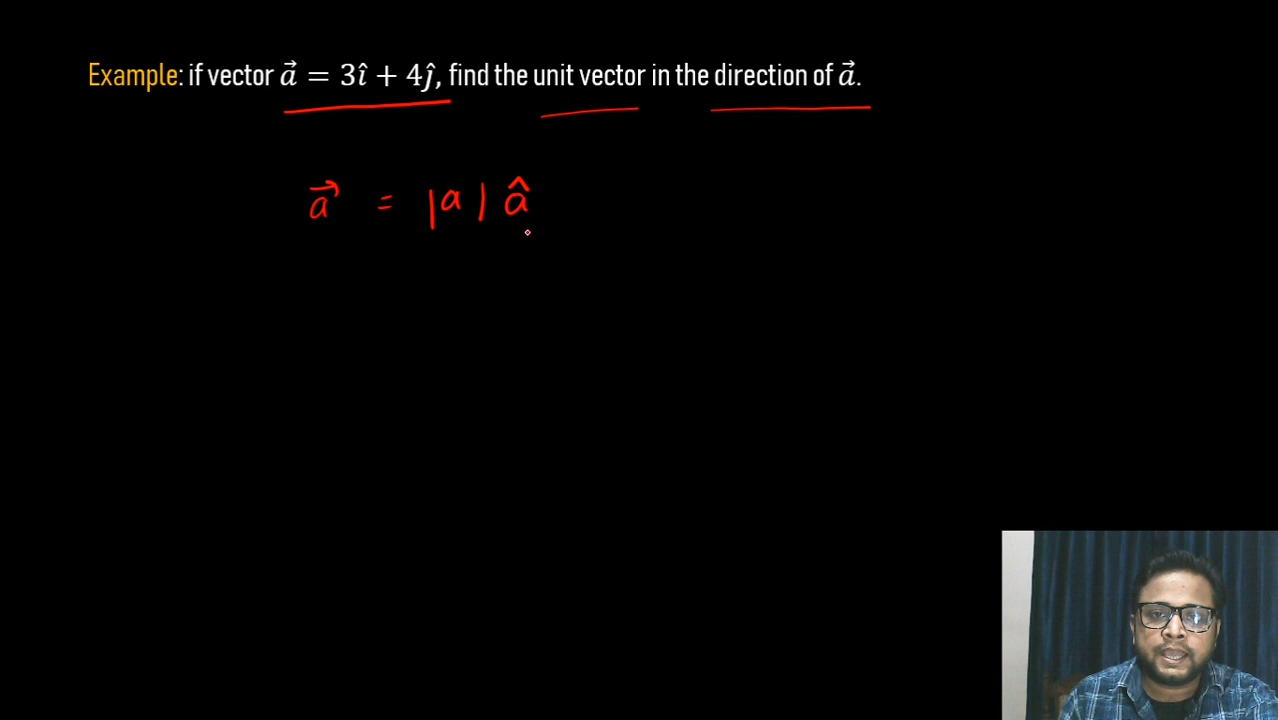 Example: if vector a⃗ = 3î + 4ĵ, find the unit vector in the direction of a⃗.
a⃗ = |a| â